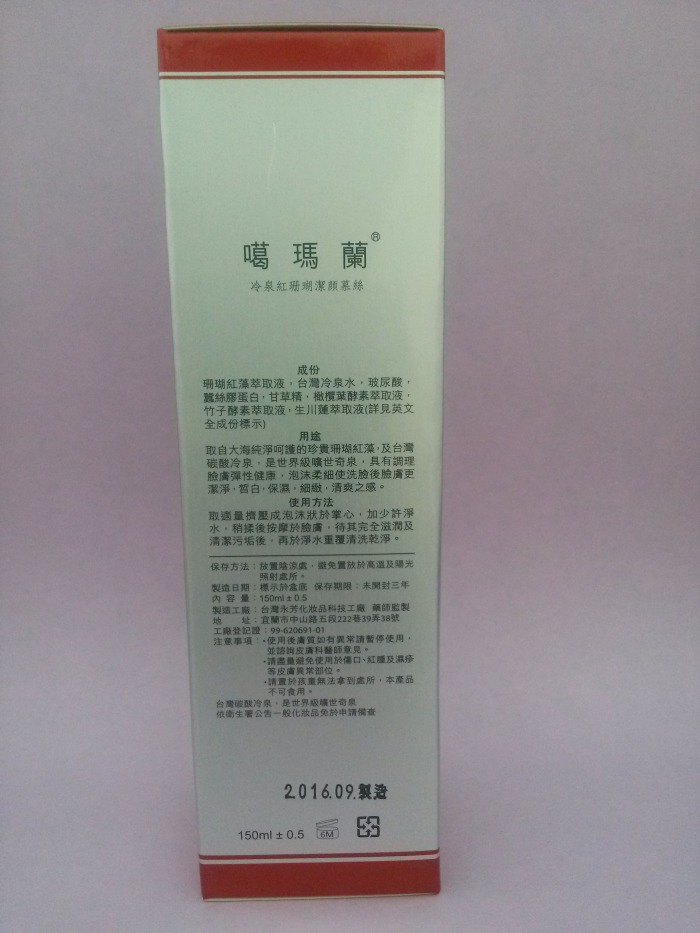 噶瑪蘭®
冷泉紅珊瑚潔顏慕絲
成份
珊瑚紅藻萃取液，台灣冷泉水，玻尿酸，
蠶絲膠蛋白，甘草精，橄欖葉酵素萃取液，
竹子酵素萃取液，生川蓮萃取液(詳見英文
全成份標示)
用途
取自大海純淨呵護的珍貴珊瑚紅藻，及台灣
碳酸冷泉，是世界級曠世奇泉，具有調理
臉膚彈性健康，泡沫柔細使洗臉後臉膚更
潔淨，皙白，保濕，細緻，清爽之感。
使用方法
取適量擠壓成泡沫狀於掌心，加少許淨
水，稍揉後按摩於臉膚，待其完全滋潤及
清潔污垢後，再於淨水重覆清洗乾淨。
保存方法：放置陰涼處，避免置放於高溫及陽光
照射處所。
製造日期：標示於盒底 保存期限：未開封三年
內 容 量：150ml ± 0.5
製造工廠：台灣永芳化妝品科技工廠 藥師監製
地 址：宜蘭市中山路五段222巷39弄38號
工廠登記證：99-620691-01
注意事項：•使用後膚質如有異常請暫停使用，
並諮詢皮膚科醫師意見。
•請盡量避免使用於傷口，紅腫及濕疹
等皮膚異常部位。
•請置於孩童無法拿到處所，本產品
不可食用。
台灣碳酸冷泉，是世界級曠世奇泉
依衛生署公告一般化妝品免於申請備查
2016.09.製造
150ml ± 0.5 6M